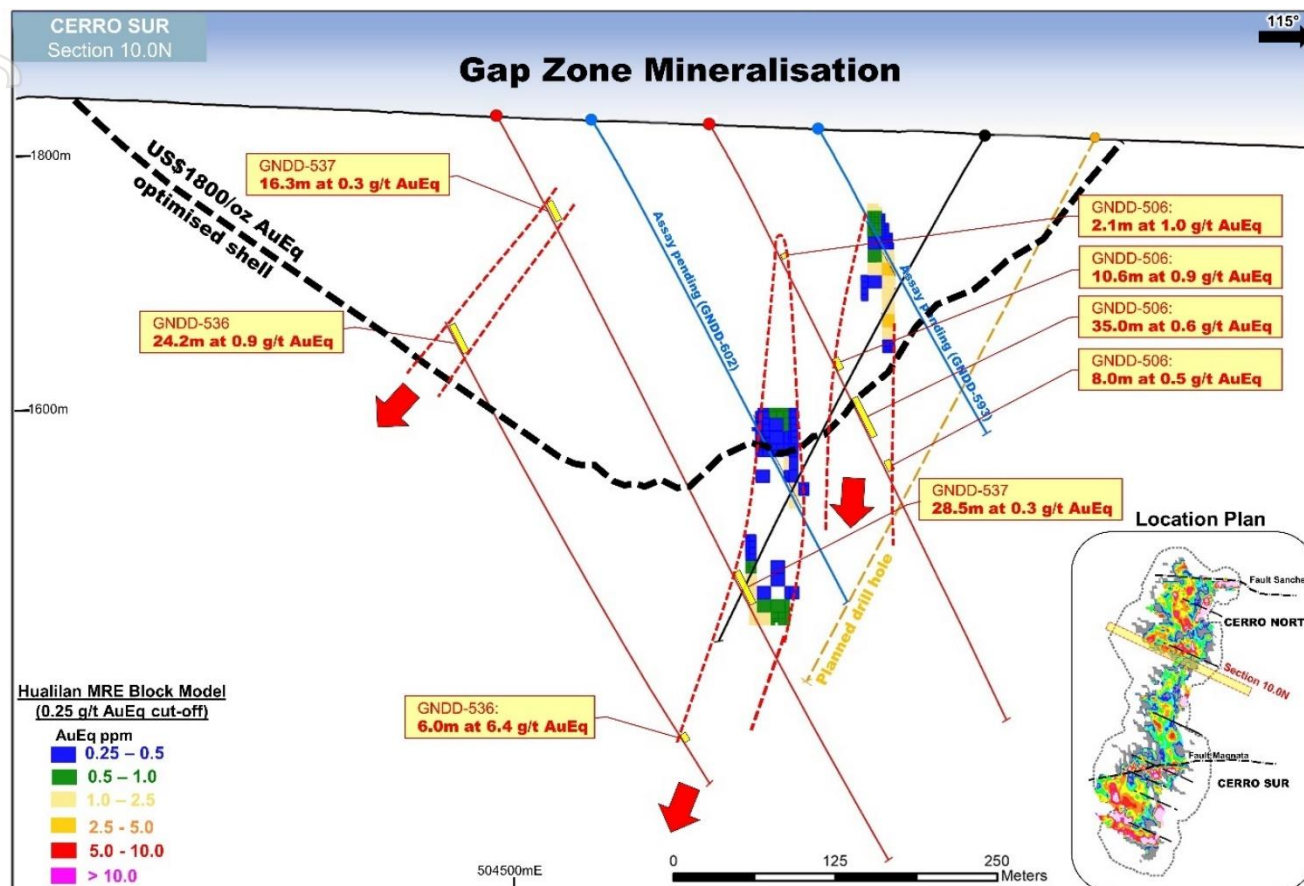 CERRO SUR
Section 10.0N
115°
Gap Zone Mineralisation
1800m
US$1800/oz AuEq
optimised shell
GNDD-537
16.3m at 0.3 g/t AuEq
GNDD-506:
2.1m at 1.0 g/t AuEq
GNDD-506:
10.6m at 0.9 g/t AuEq
GNDD-506:
35.0m at 0.6 g/t AuEq
GNDD-506:
8.0m at 0.5 g/t AuEq
Assay pending (GNDD-602)
Assay Pending (GNDD-593)
GNDD-536
24.2m at 0.9 g/t AuEq
1600m
GNDD-537
28.5m at 0.3 g/t AuEq
Planned drill hole
GNDD-536:
6.0m at 6.4 g/t AuEq
Location Plan
Fault Sanche
CERRO NORT
Section 10.0N
Fault Magnata
CERRO SUR
Hualilan MRE Block Model
(0.25 g/t AuEq cut-off)
AuEq ppm
0.25 – 0.5
0.5 – 1.0
1.0 – 2.5
2.5 - 5.0
5.0 - 10.0
> 10.0
504500mE
0 125 250
Meters